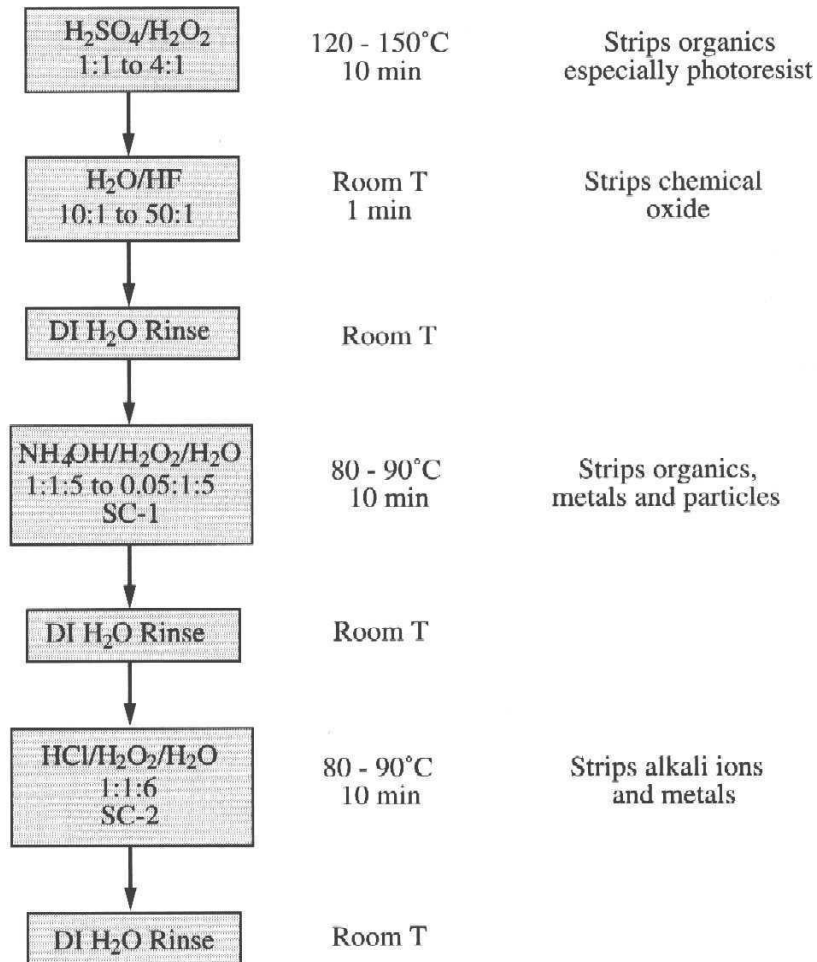 H₂SO₄/H₂O₂
1:1 to 4:1
120 - 150°C
10 min
Strips organics
especially photoresist
H₂O/HF
10:1 to 50:1
Room T
1 min
Strips chemical
oxide
DI H₂O Rinse
Room T
NH₄OH/H₂O₂/H₂O
1:1:5 to 0.05:1:5
SC-1
80 - 90°C
10 min
Strips organics,
metals and particles
DI H₂O Rinse
Room T
HCl/H₂O₂/H₂O
1:1:6
SC-2
80 - 90°C
10 min
Strips alkali ions
and metals
DI H₂O Rinse
Room T